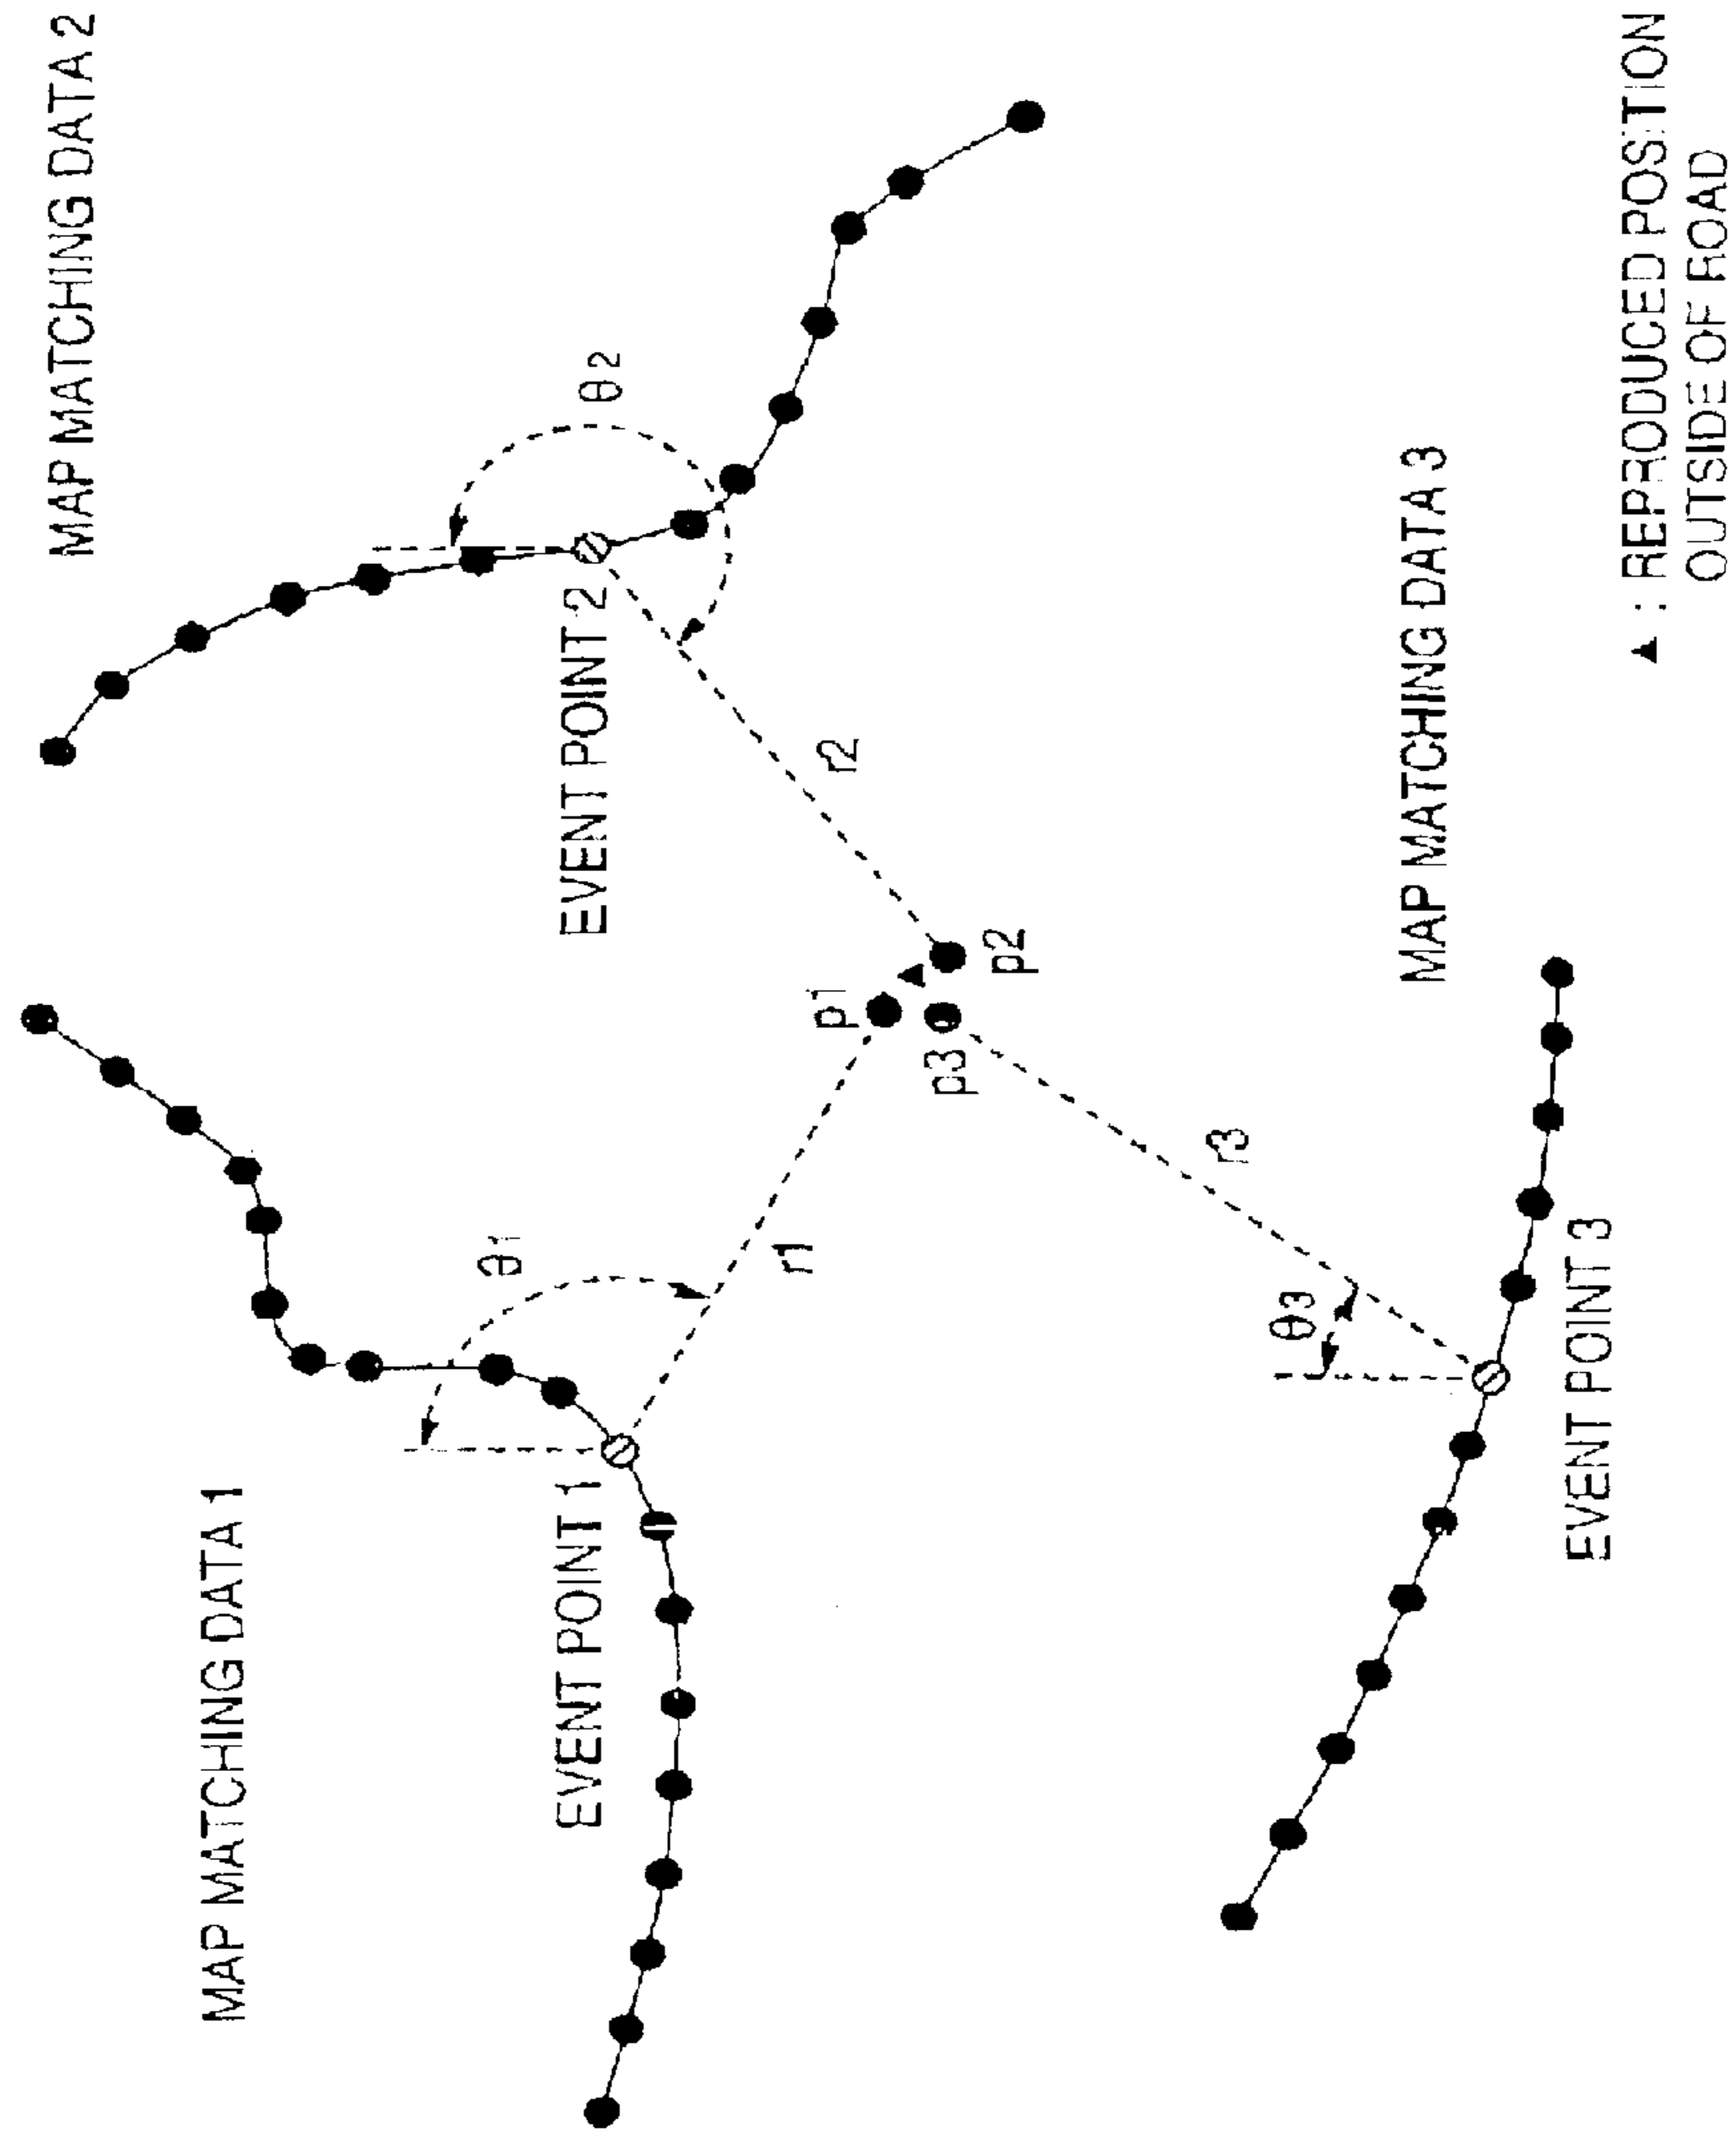 MAP MATCHING DATA 1
MAP MATCHING DATA 2
θ1
θ2
EVENT POINT 1
EVENT POINT 2
r1
r2
p1
p3
p2
r3
θ3
MAP MATCHING DATA 3
EVENT POINT 3
▲ : REPRODUCED POSITION
OUTSIDE OF ROAD